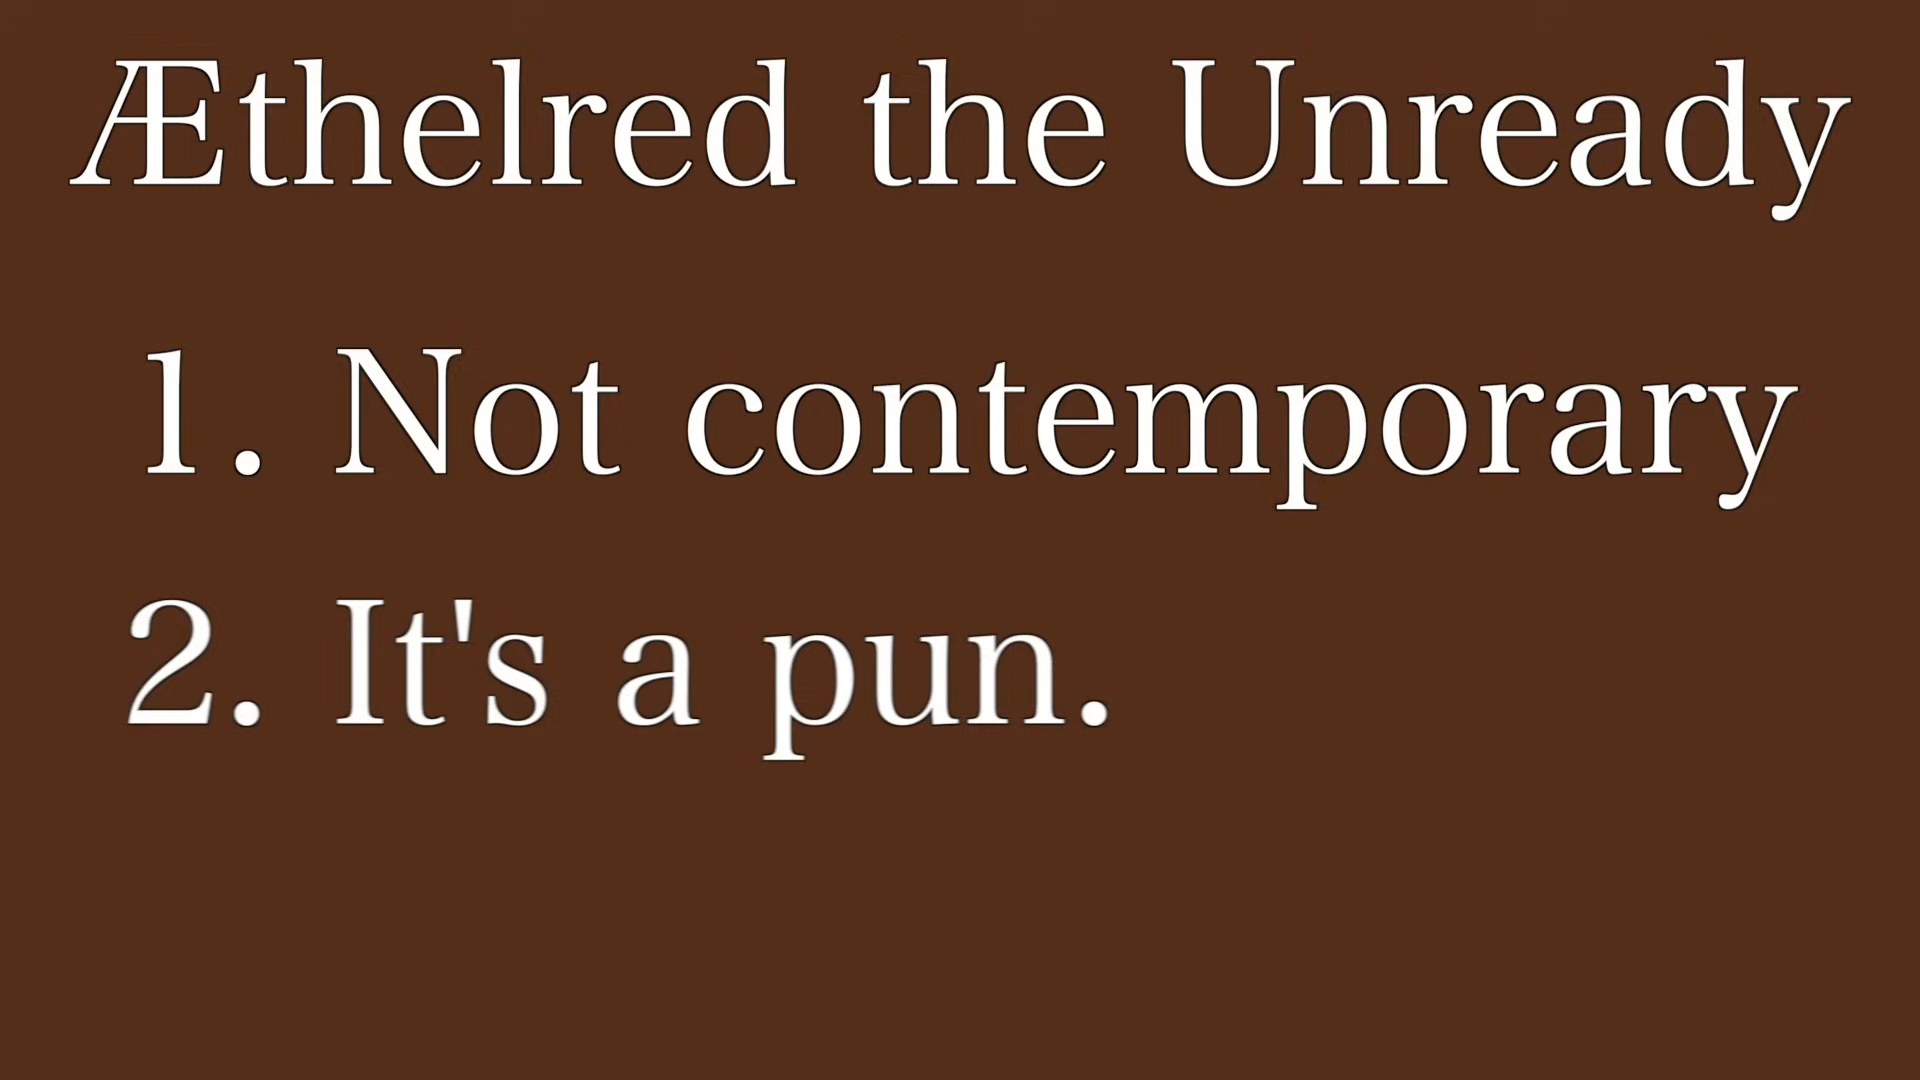 Æthelred the Unready
1. Not contemporary
2. It's a pun.